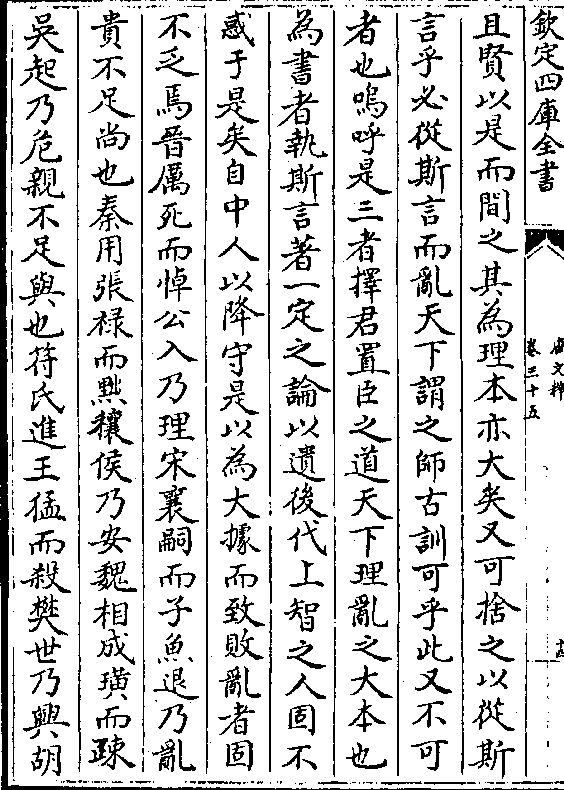 欽定四庫全書
唐文粹
卷三十五
十四
且賢以是而間之其為理本亦大矣又可捨之以從斯
言乎必從斯言而亂天下謂之師古訓可乎此又不可
者也嗚呼是三者擇君置臣之道天下理亂之大本也
為書者執斯言著一定之論以遺後代上智之人固不
惑于是矣自中人以降守是以為大據而致敗亂者固
不乏焉晉厲死而悼公入乃理宋襄嗣而子魚退乃亂
貴不足尚也秦用張祿而黜穰侯乃安魏相成璜而疎
吳起乃危親不足與也苻氏進王猛而殺樊世乃興胡